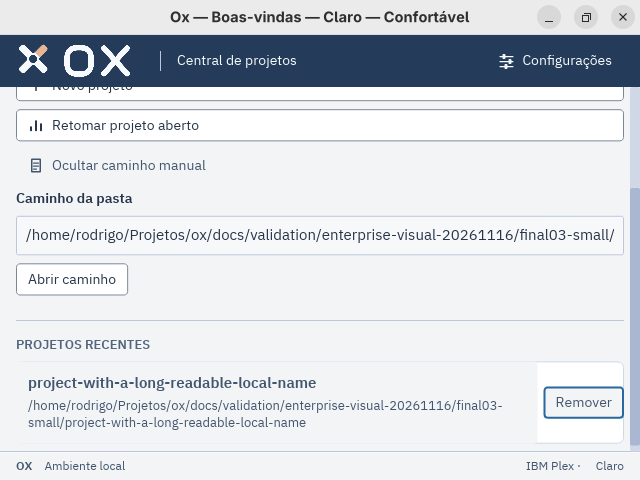 Ox — Boas-vindas — Claro — Confortável
OX
Central de projetos
Configurações
Novo projeto
Retomar projeto aberto
Ocultar caminho manual
Caminho da pasta
/home/rodrigo/Projetos/ox/docs/validation/enterprise-visual-20261116/final03-small/
Abrir caminho
PROJETOS RECENTES
project-with-a-long-readable-local-name
/home/rodrigo/Projetos/ox/docs/validation/enterprise-visual-20261116/final03-
small/project-with-a-long-readable-local-name
Remover
OX Ambiente local
IBM Plex · Claro